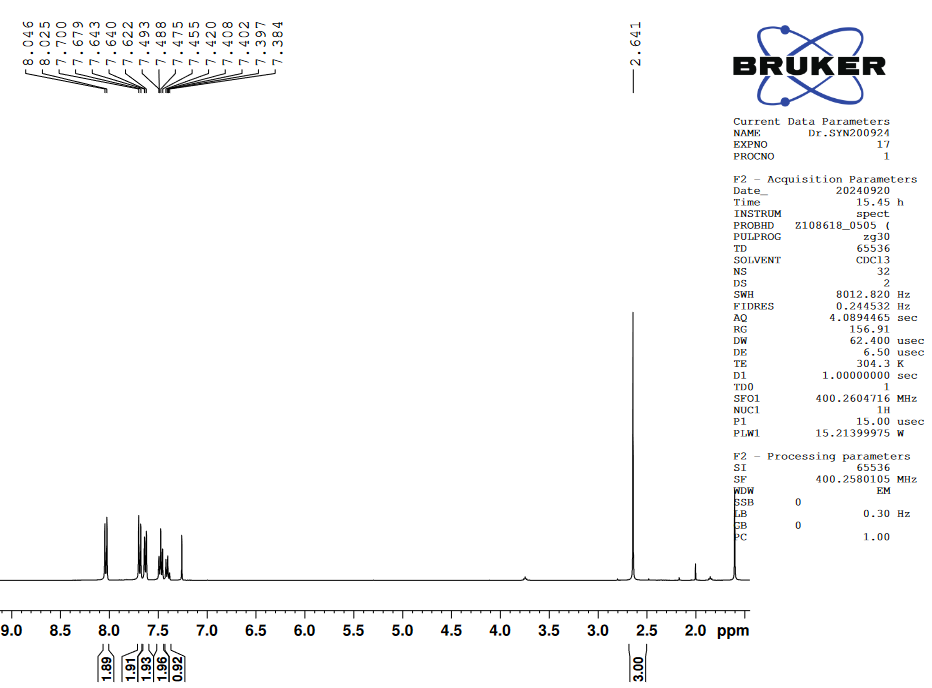 8.046
8.025
7.700
7.679
7.643
7.640
7.622
7.493
7.488
7.475
7.455
7.420
7.408
7.402
7.397
7.384
2.641
BRUKER
Current Data Parameters
NAME Dr.SYN200924
EXPNO 17
PROCNO 1
F2 - Acquisition Parameters
Date_ 20240920
Time 15.45 h
INSTRUM spect
PROBHD Z108618_0505 (
PULPROG zg30
TD 65536
SOLVENT CDCl3
NS 32
DS 2
SWH 8012.820 Hz
FIDRES 0.244532 Hz
AQ 4.0894465 sec
RG 156.91
DW 62.400 usec
DE 6.50 usec
TE 304.3 K
D1 1.00000000 sec
TD0 1
SFO1 400.2604716 MHz
NUC1 1H
P1 15.00 usec
PLW1 15.21399975 W
F2 - Processing parameters
SI 65536
SF 400.2580105 MHz
WDW EM
SSB 0
LB 0.30 Hz
GB 0
PC 1.00
9.0 8.5 8.0 7.5 7.0 6.5 6.0 5.5 5.0 4.5 4.0 3.5 3.0 2.5 2.0 ppm
1.89
1.91
1.93
1.96
0.92
3.00